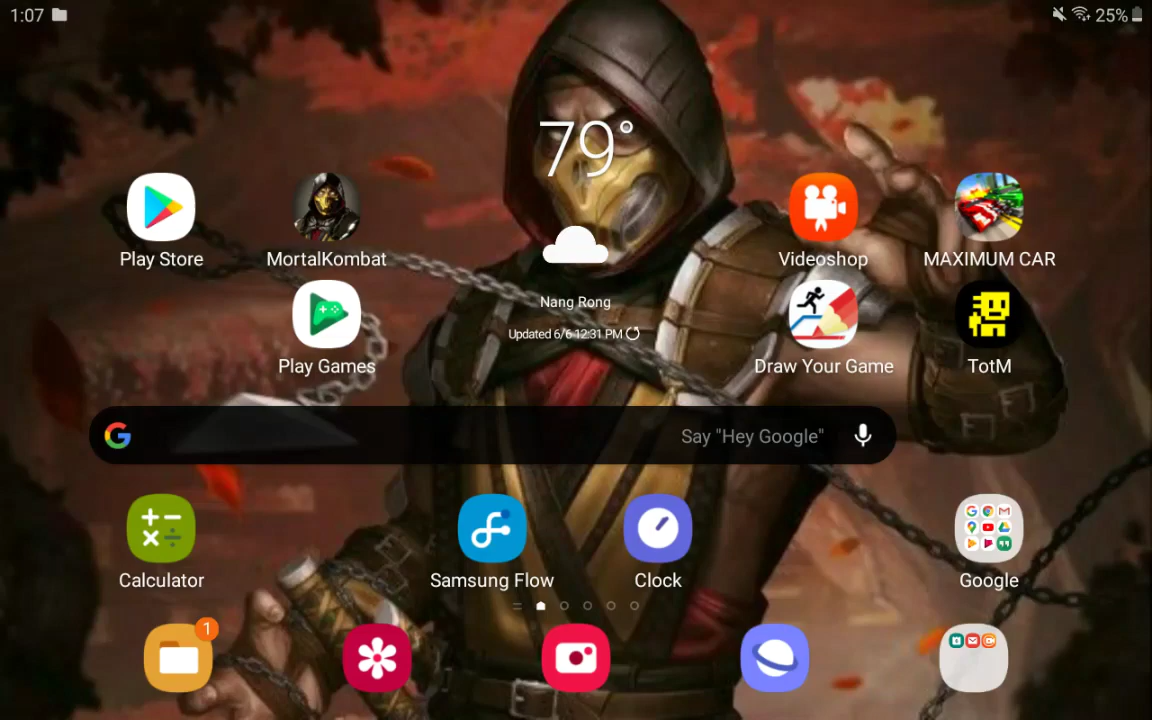 1:07
25%
79°
Play Store
MortalKombat
Videoshop
MAXIMUM CAR
Nang Rong
Updated 6/6 12:31 PM
Play Games
Draw Your Game
TotM
Say "Hey Google"
Calculator
Samsung Flow
Clock
Google
1